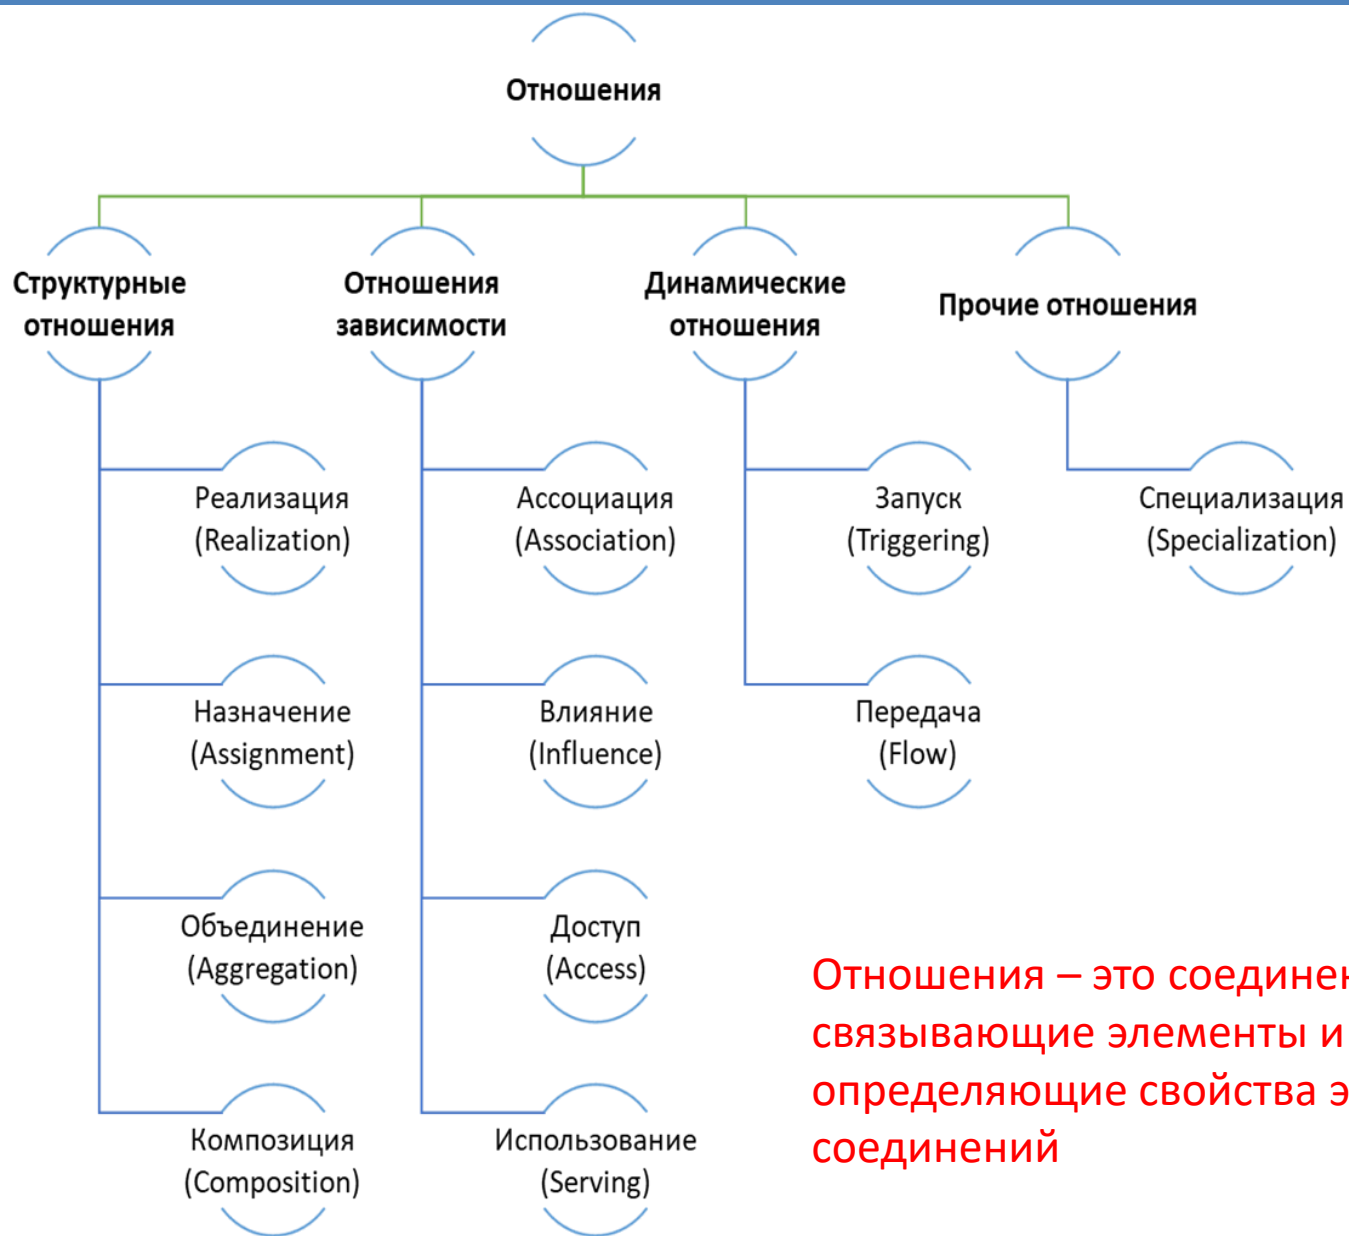 Отношения
Структурные
отношения
Отношения
зависимости
Динамические
отношения
Прочие отношения
Реализация
(Realization)
Ассоциация
(Association)
Запуск
(Triggering)
Специализация
(Specialization)
Назначение
(Assignment)
Влияние
(Influence)
Передача
(Flow)
Объединение
(Aggregation)
Доступ
(Access)
Композиция
(Composition)
Использование
(Serving)
Отношения – это
связывающие элементы и
определяющие свойства
соединений